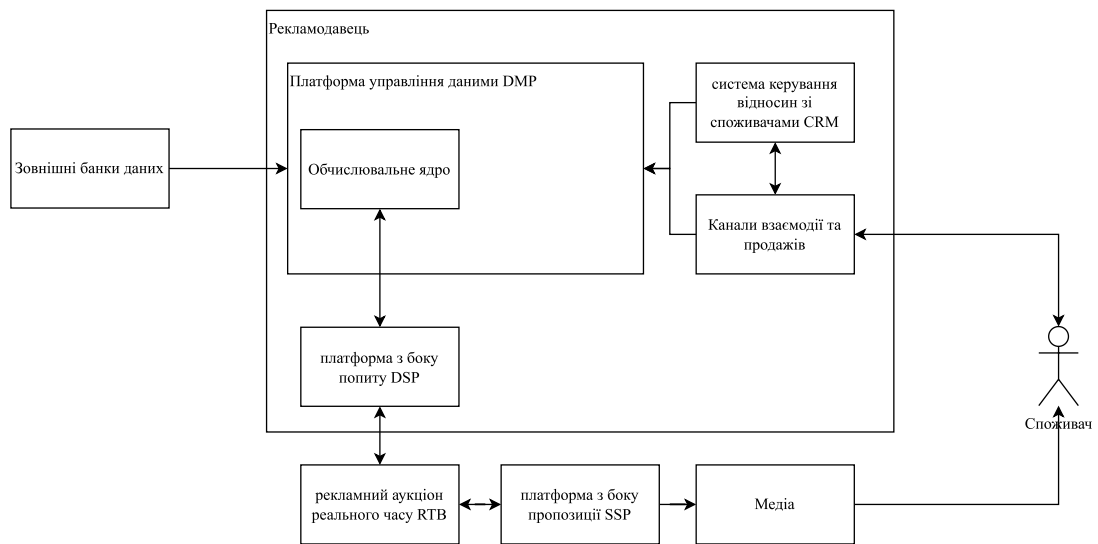 Рекламодавець
Платформа управління даними DMP
система керування
відносин зі
споживачами CRM
Зовнішні банки даних
Обчислювальне ядро
Канали взаємодії та
продажів
платформа з боку
попиту DSP
Споживач
рекламний аукціон
реального часу RTB
платформа з боку
пропозиції SSP
Медіа